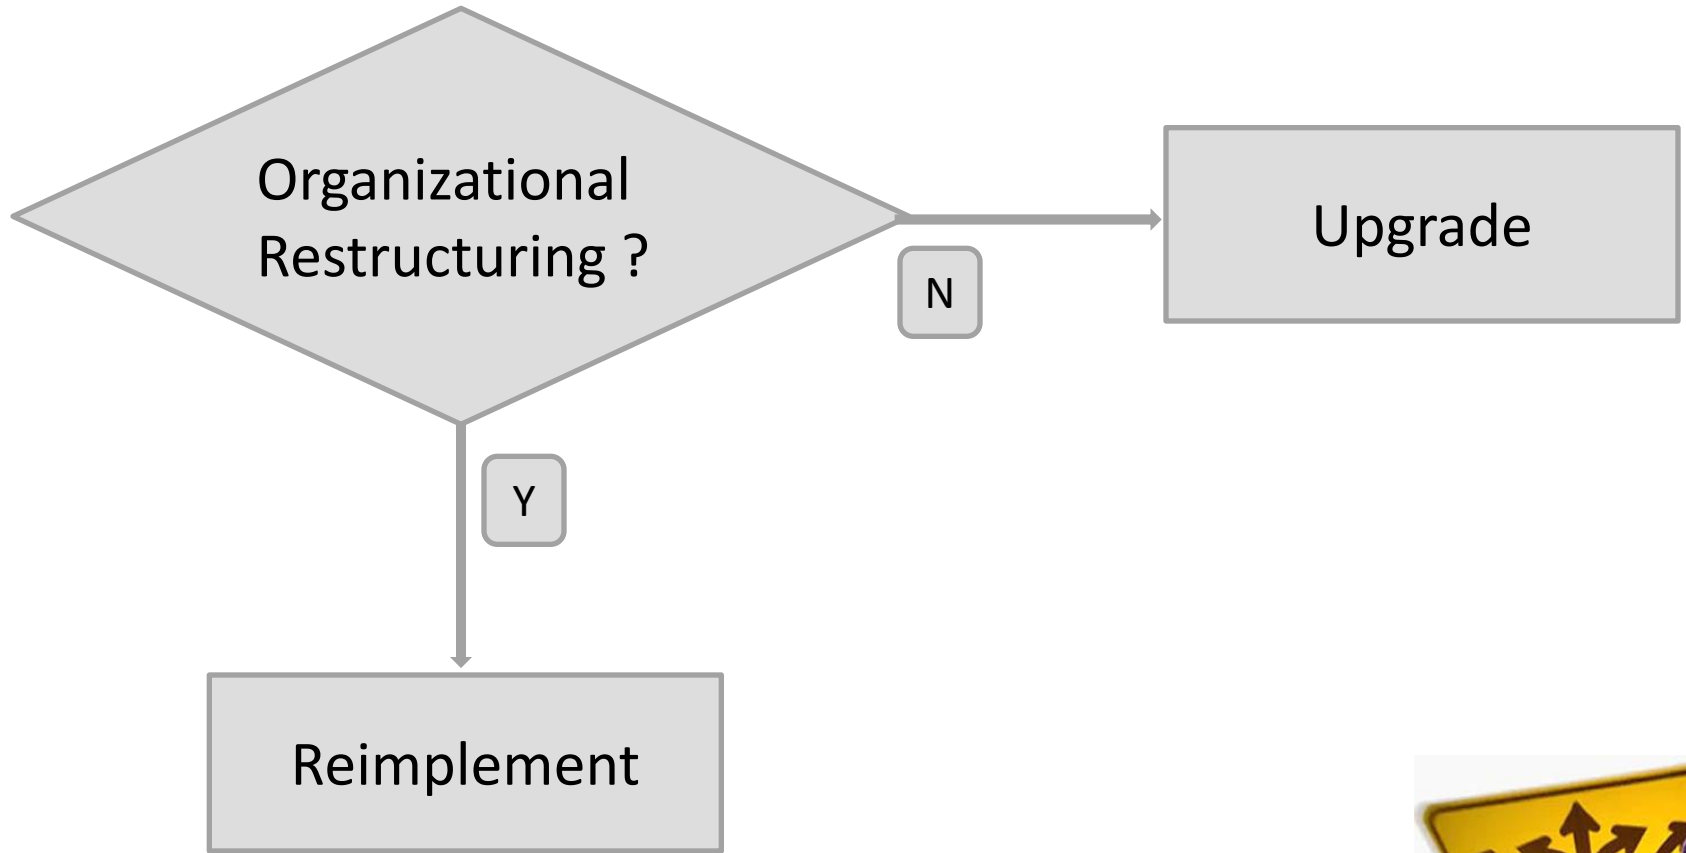 Organizational
Restructuring ?
Upgrade
N
Y
Reimplement